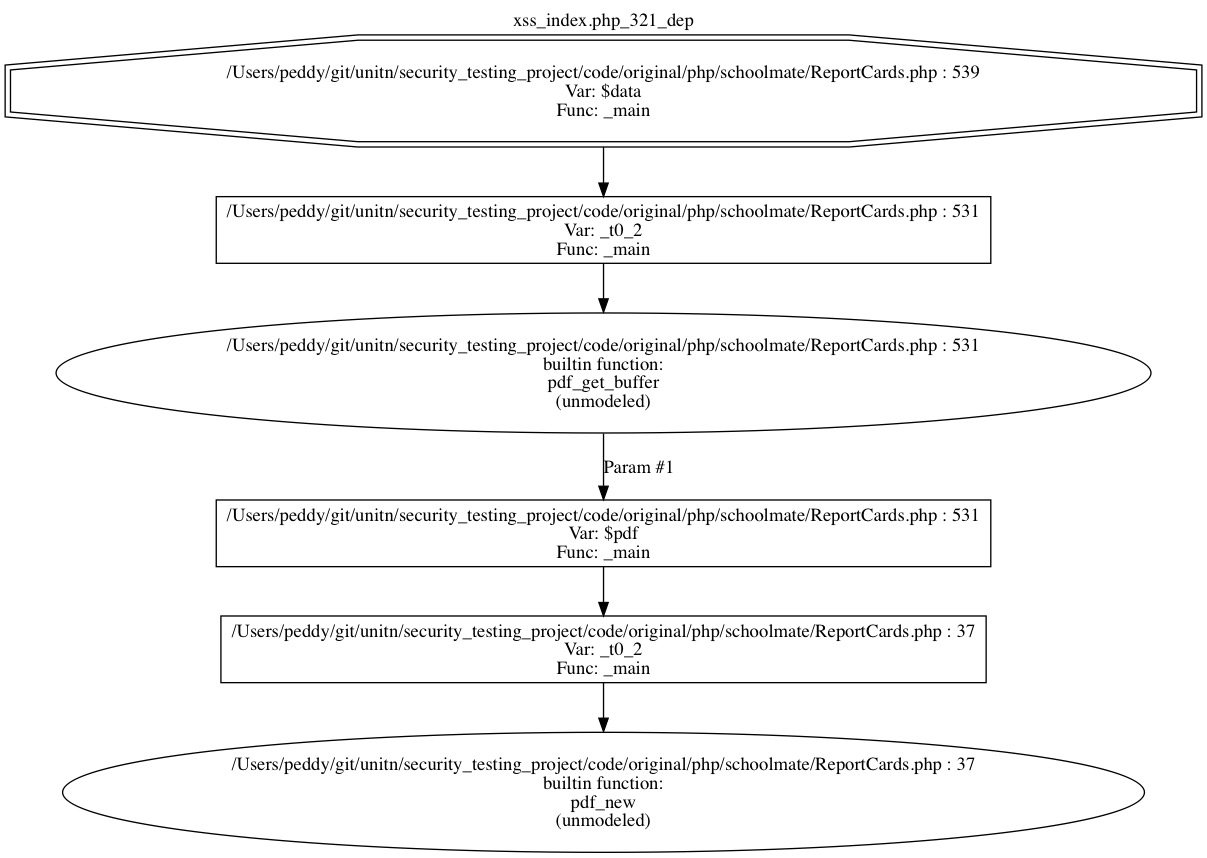 xss_index.php_321_dep
/Users/peddy/git/unitn/security_testing_project/code/original/php/schoolmate/ReportCards.php : 539
Var: $data
Func: _main
/Users/peddy/git/unitn/security_testing_project/code/original/php/schoolmate/ReportCards.php : 531
Var: _t0_2
Func: _main
/Users/peddy/git/unitn/security_testing_project/code/original/php/schoolmate/ReportCards.php : 531
builtin function:
pdf_get_buffer
(unmodeled)
Param #1
/Users/peddy/git/unitn/security_testing_project/code/original/php/schoolmate/ReportCards.php : 531
Var: $pdf
Func: _main
/Users/peddy/git/unitn/security_testing_project/code/original/php/schoolmate/ReportCards.php : 37
Var: _t0_2
Func: _main
/Users/peddy/git/unitn/security_testing_project/code/original/php/schoolmate/ReportCards.php : 37
builtin function:
pdf_new
(unmodeled)